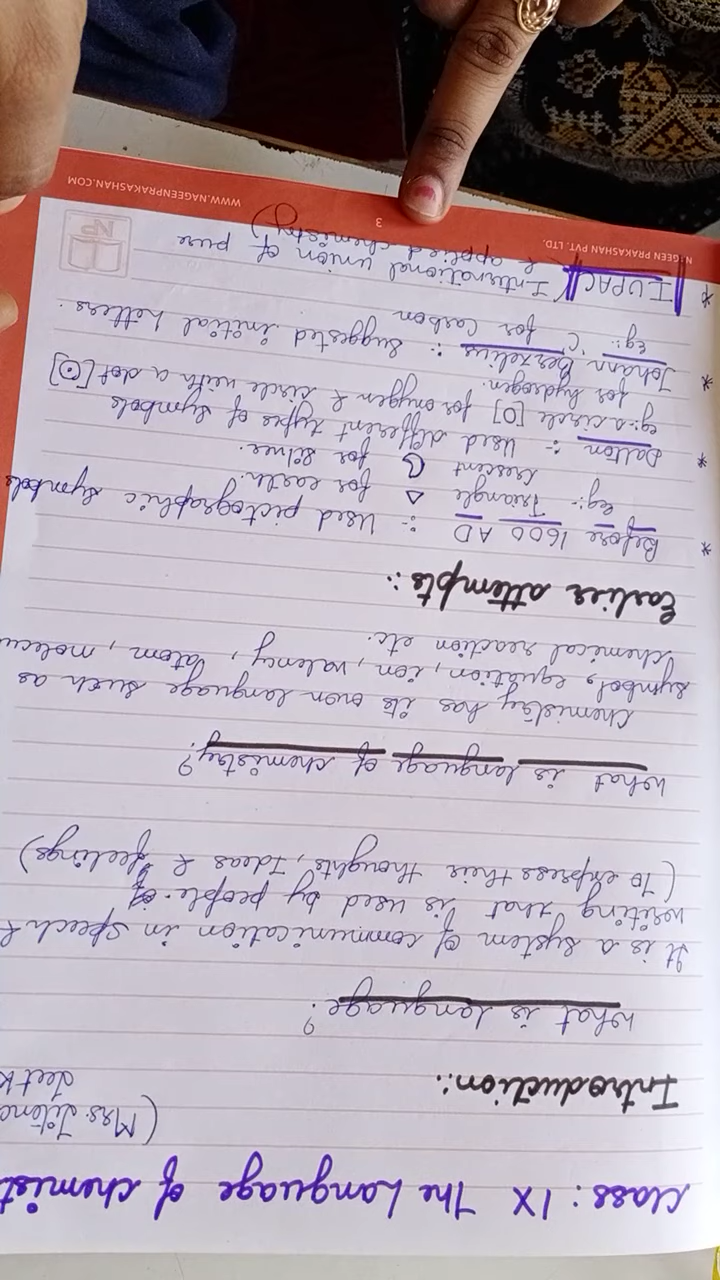 Class: IX The Language of chemist
(Mrs.
Introduction:
What is language?
It is a system of communication in speech &
writing that is used by people of
(To express their thoughts, Ideas & feelings)
What is language of chemistry?
Chemistry has its own language such as
symbols, equation, ion, valency, atom, molecu
chemical reaction etc.
Earlier attempts:
* Before 1600 AD :- Used pictographic symbols
Eg:- Triangle △ for earth.
Crescent ☾ for silver.
* Dalton :- Used different types of symbols
eg:- a circle [O] for oxygen & circle with a dot [⊙]
for hydrogen.
* Johann Berzelius :- Suggested initial letters.
Eg:- 'C' for Carbon
* IUPAC (International union of pure
& applied chemistry)
NAGEEN PRAKASHAN PVT. LTD.
3
WWW.NAGEENPRAKASHAN.COM